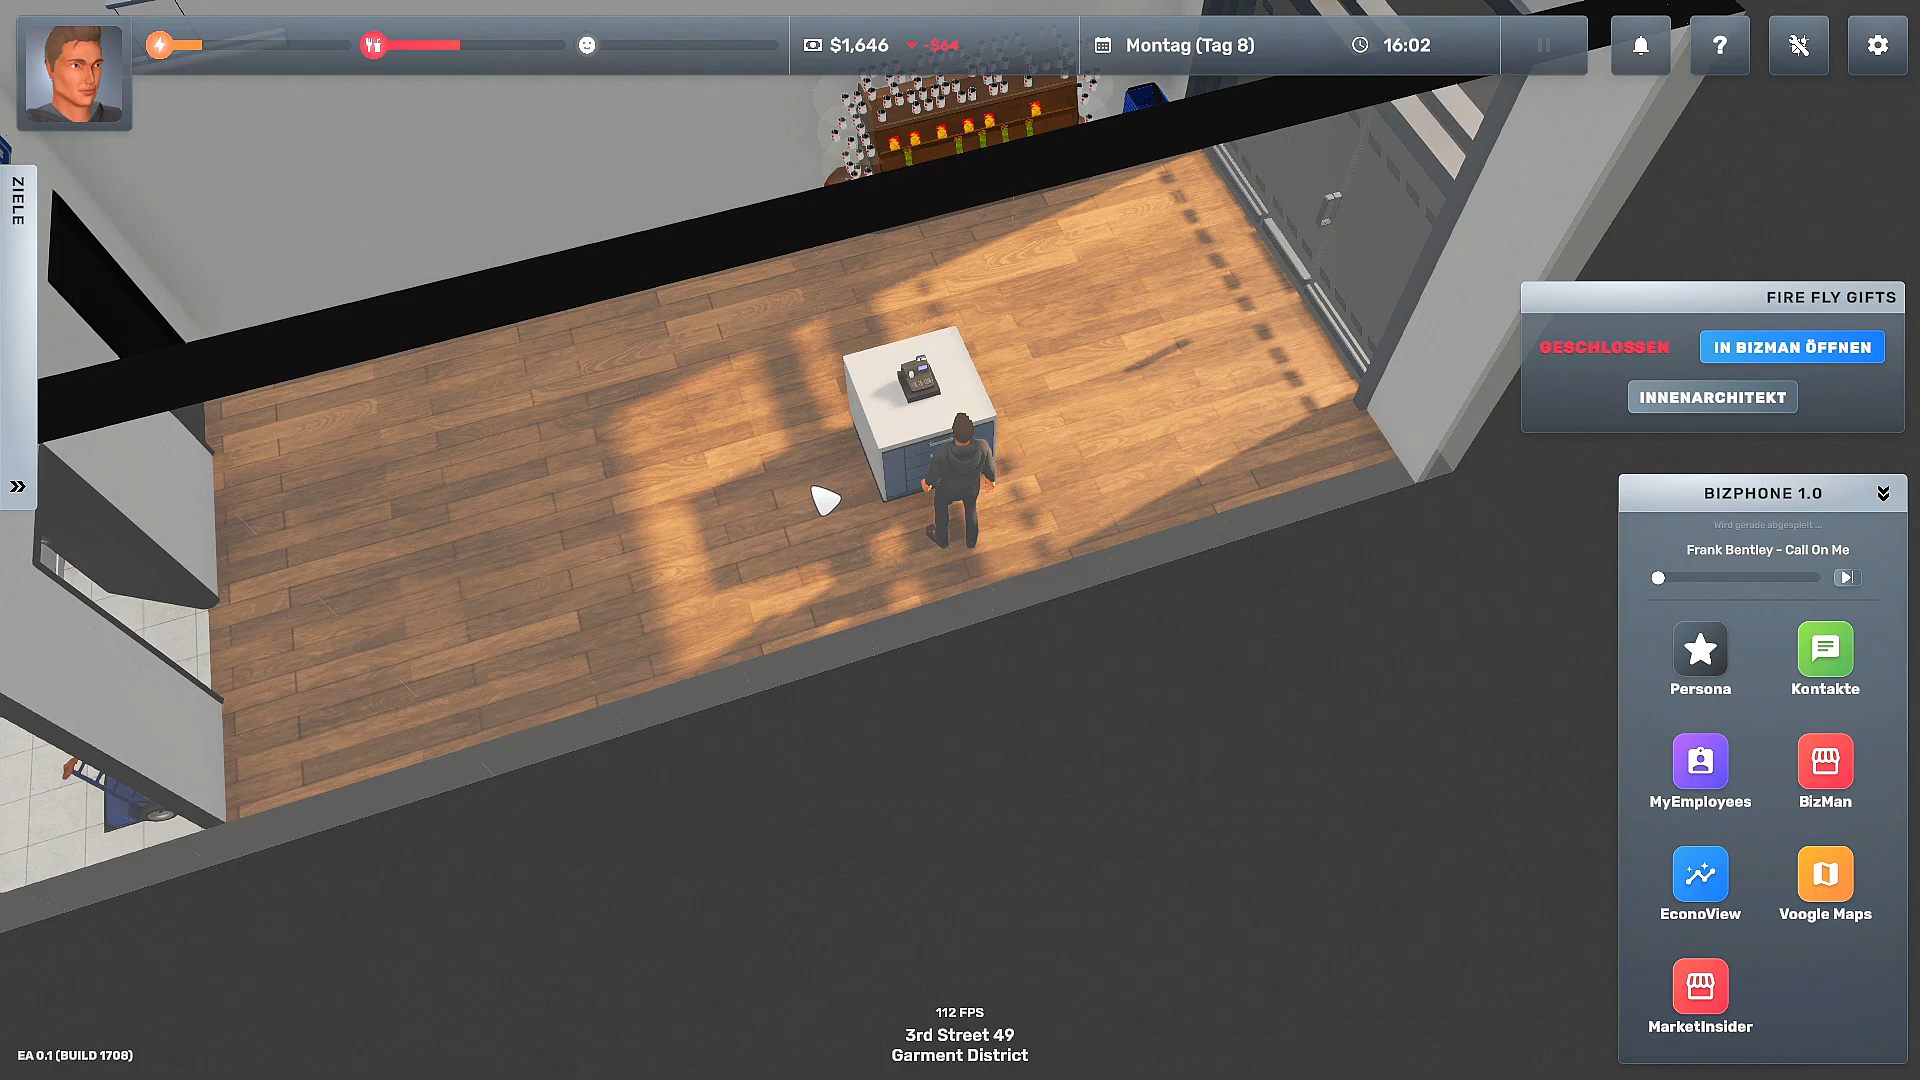 $1,646
-$64
Montag (Tag 8)
16:02
?
ZIELE
FIRE FLY GIFTS
GESCHLOSSEN
IN BIZMAN ÖFFNEN
INNENARCHITEKT
BIZPHONE 1.0
Wird gerade abgespielt ...
Frank Bentley - Call On Me
Persona
Kontakte
MyEmployees
BizMan
EconoView
Voogle Maps
MarketInsider
112 FPS
3rd Street 49
Garment District
EA 0.1 (BUILD 1708)